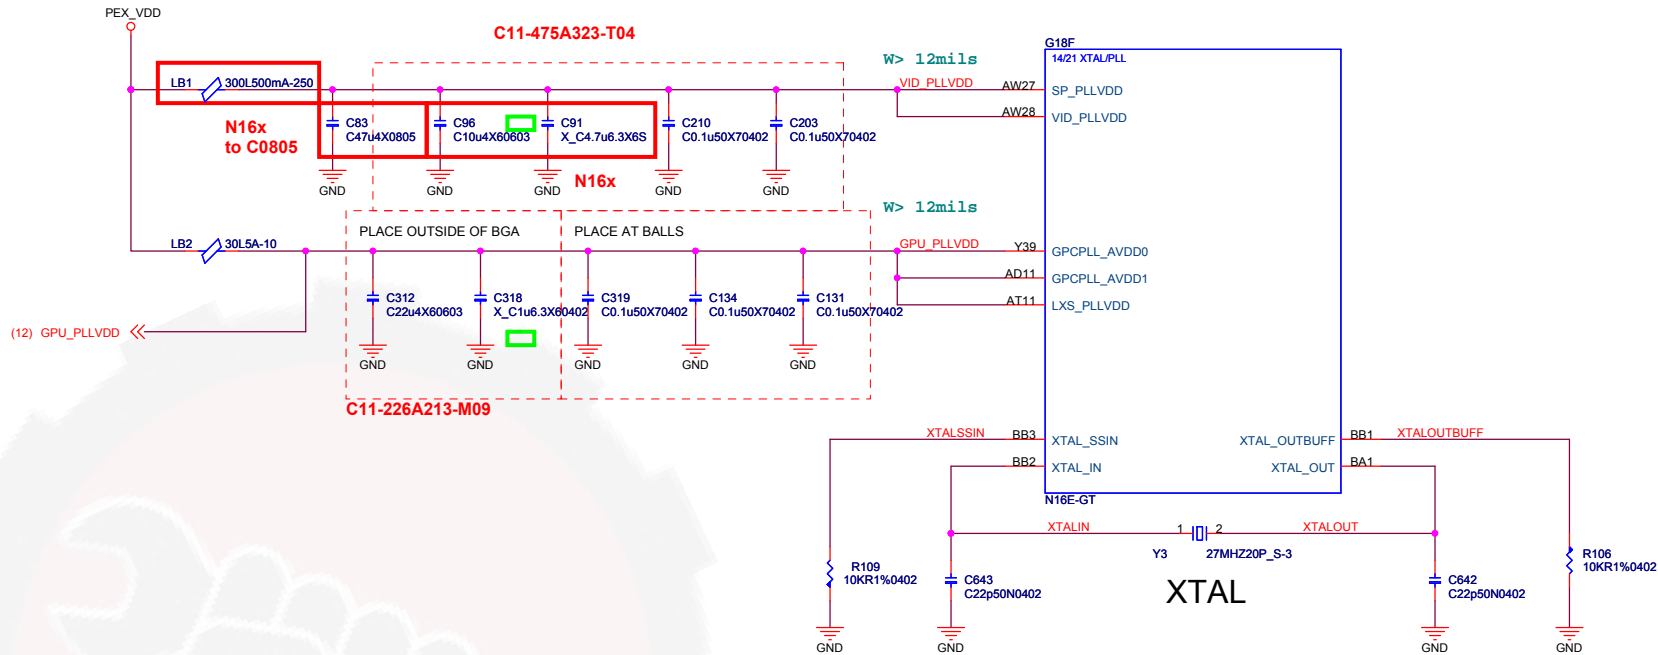 PEX_VDD
C11-475A323-T04
W> 12mils
G18F
14/21 XTAL/PLL
LB1 300L500mA-250
VID_PLLVDD AW27 SP_PLLVDD
AW28 VID_PLLVDD
N16x
to C0805
C83
C47u4X0805
C96
C10u4X60603
C91
X_C4.7u6.3X6S
C210
C0.1u50X70402
C203
C0.1u50X70402
GND GND GND GND GND
N16x
W> 12mils
PLACE OUTSIDE OF BGA PLACE AT BALLS
LB2 30L5A-10
GPU_PLLVDD Y39 GPCPLL_AVDD0
AD11 GPCPLL_AVDD1
AT11 LXS_PLLVDD
C312
C22u4X60603
C318
X_C1u6.3X60402
C319
C0.1u50X70402
C134
C0.1u50X70402
C131
C0.1u50X70402
(12) GPU_PLLVDD
GND GND GND GND GND
C11-226A213-M09
XTALSSIN BB3 XTAL_SSIN XTAL_OUTBUFF BB1 XTALOUTBUFF
BB2 XTAL_IN XTAL_OUT BA1
N16E-GT
XTALIN 1 2 XTALOUT
Y3 27MHZ20P_S-3
R109
10KR1%0402
C643
C22p50N0402
XTAL
C642
C22p50N0402
R106
10KR1%0402
GND GND GND GND